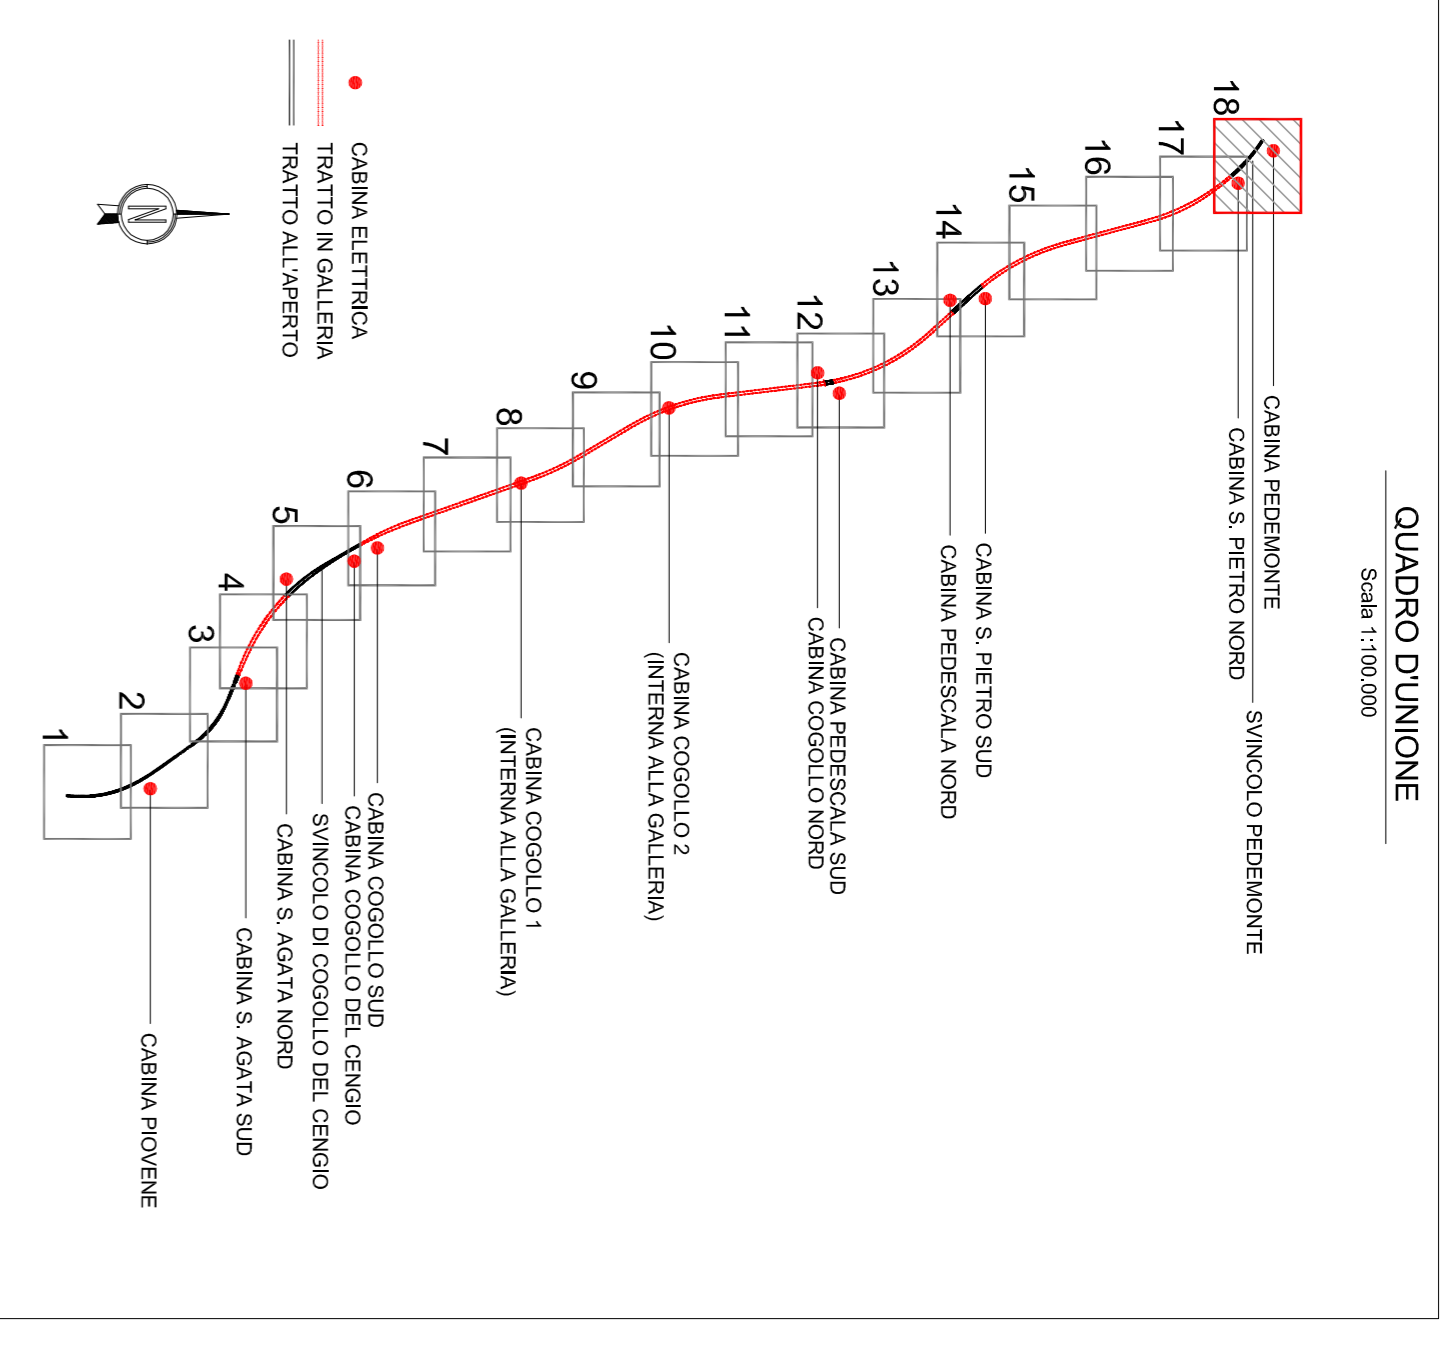 QUADRO D'UNIONE
Scala 1:100.000
18
17
16
15
14
13
12
11
10
9
8
7
6
5
4
3
2
1
CABINA PEDEMONTE
SVINCOLO PEDEMONTE
CABINA S. PIETRO NORD
CABINA S. PIETRO SUD
CABINA PEDESCALA NORD
CABINA PEDESCALA SUD
CABINA COGOLLO NORD
CABINA COGOLLO 2
(INTERNA ALLA GALLERIA)
CABINA COGOLLO 1
(INTERNA ALLA GALLERIA)
CABINA COGOLLO SUD
CABINA COGOLLO DEL CENGIO
SVINCOLO DI COGOLLO DEL CENGIO
CABINA S. AGATA NORD
CABINA S. AGATA SUD
CABINA PIOVENE
CABINA ELETTRICA
TRATTO IN GALLERIA
TRATTO ALL'APERTO
N